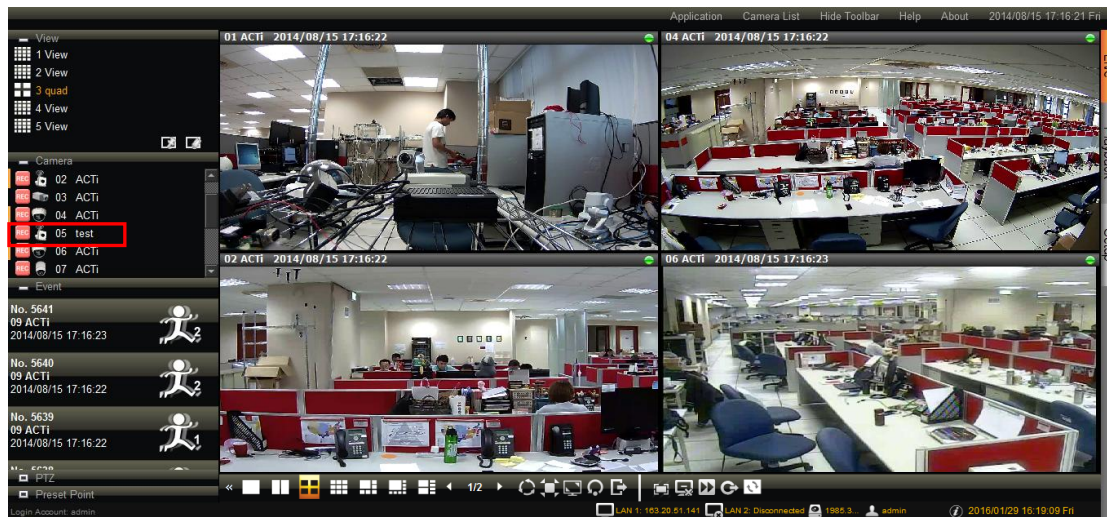 Application Camera List Hide Toolbar Help About 2014/08/15 17:16:21 Fri
View
1 View
2 View
3 quad
4 View
5 View
Camera
REC 02 ACTi
REC 03 ACTi
REC 04 ACTi
REC 05 test
REC 06 ACTi
REC 07 ACTi
Event
No. 5641
09 ACTi
2014/08/15 17:16:23
2
No. 5640
09 ACTi
2014/08/15 17:16:22
2
No. 5639
09 ACTi
2014/08/15 17:16:22
1
PTZ
Preset Point
Login Account: admin
01 ACTi 2014/08/15 17:16:22
04 ACTi 2014/08/15 17:16:22
02 ACTi 2014/08/15 17:16:22
06 ACTi 2014/08/15 17:16:23
« 1/2
LAN 1: 163.20.51.141 LAN 2: Disconnected 1985.3... admin 2016/01/29 16:19:09 Fri